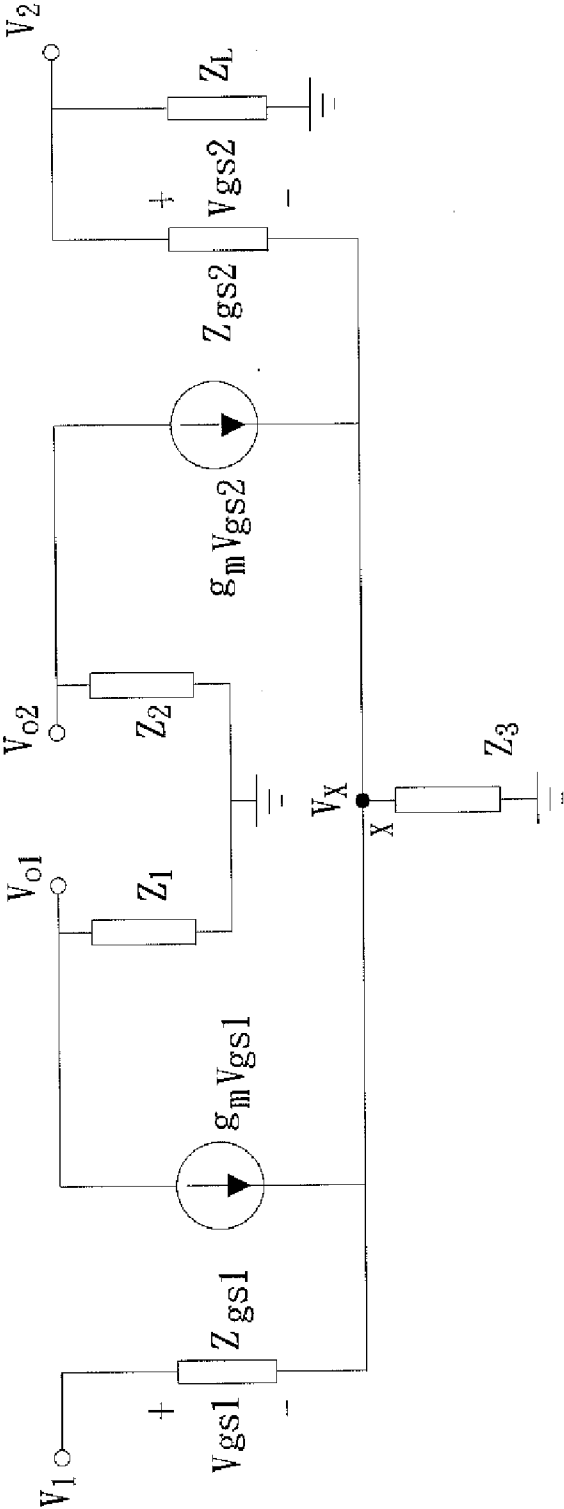 V1
+
Vgs1
-
Zgs1
gmVgs1
Vo1
Z1
VX
X
Z3
Vo2
Z2
gmVgs2
Zgs2
+
Vgs2
-
ZL
V2